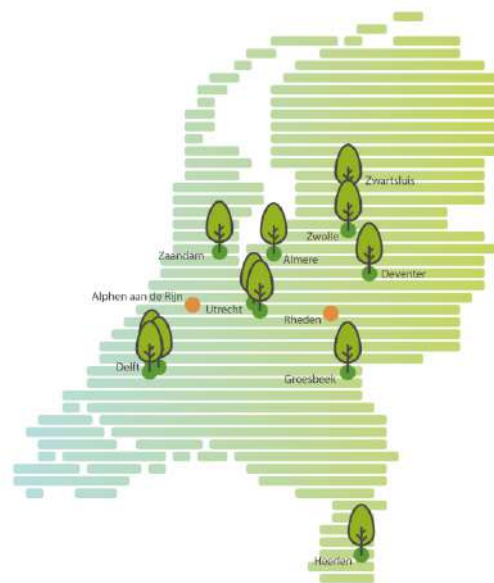 Zwartsluis
Zwolle
Zaandam
Almere
Deventer
Alphen aan de Rijn
Utrecht
Rheden
Delft
Groesbeek
Heerlen